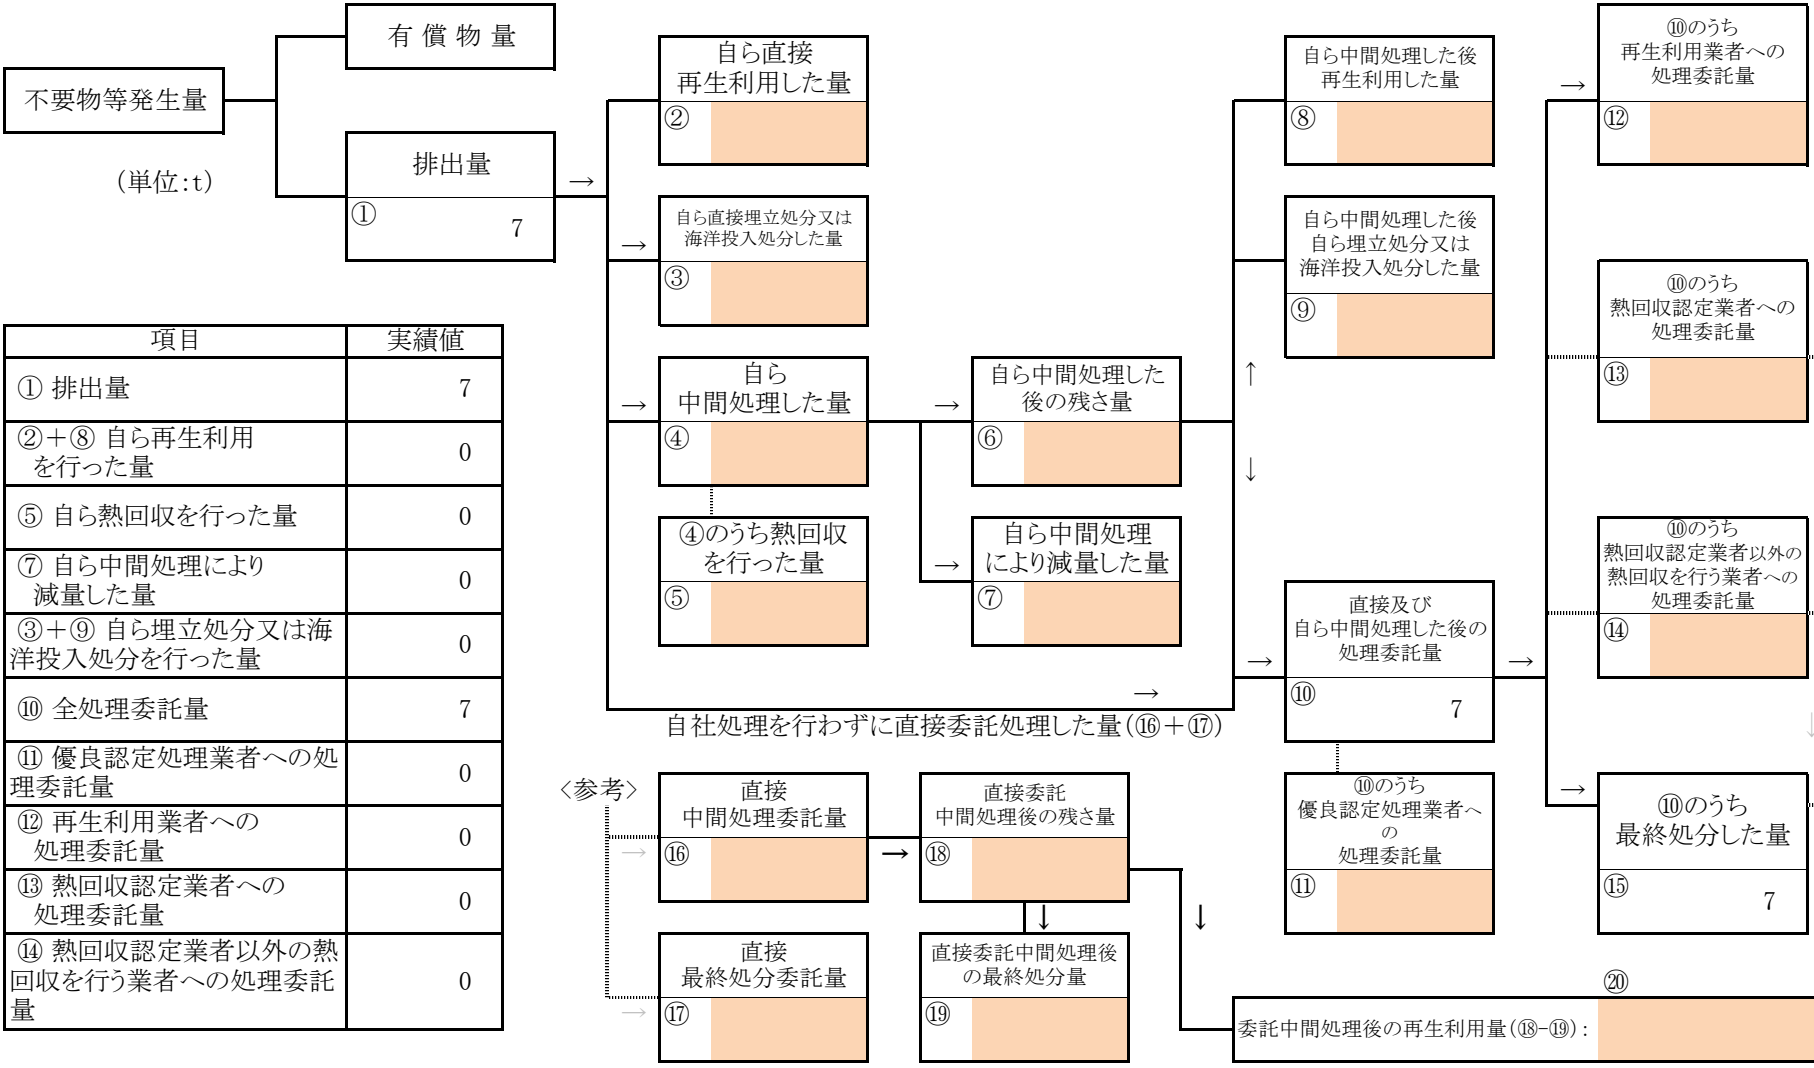 不要物等発生量
(単位:t)
有 償 物 量
排出量
→
①
7
自ら直接
再生利用した量
②
自ら直接埋立処分又は
海洋投入処分した量
→
③
自ら
中間処理した量
→
④
④のうち熱回収
を行った量
⑤
自ら中間処理した
後の残さ量
→
⑥
自ら中間処理
により減量した量
→
⑦
自ら中間処理した後
再生利用した量
⑧
自ら中間処理した後
自ら埋立処分又は
海洋投入処分した量
⑨
↑
↓
直接及び
自ら中間処理した後の
処理委託量
→
→
⑩
7
→
自社処理を行わずに直接委託処理した量(⑯+⑰)
⑩のうち
優良認定処理業者へ
の
処理委託量
⑪
⑩のうち
再生利用業者への
処理委託量
→
⑫
⑩のうち
熱回収認定業者への
処理委託量
⑬
⑩のうち
熱回収認定業者以外の
熱回収を行う業者への
処理委託量
⑭
↓
⑩のうち
最終処分した量
→
⑮
7
項目 実績値
① 排出量 7
②+⑧ 自ら再生利用
を行った量 0
⑤ 自ら熱回収を行った量 0
⑦ 自ら中間処理により
減量した量 0
③+⑨ 自ら埋立処分又は海
洋投入処分を行った量 0
⑩ 全処理委託量 7
⑪ 優良認定処理業者への処
理委託量 0
⑫ 再生利用業者への
処理委託量 0
⑬ 熱回収認定業者への
処理委託量 0
⑭ 熱回収認定業者以外の熱
回収を行う業者への処理委託
量 0
<参考>
直接
中間処理委託量
→
⑯
直接
最終処分委託量
→
⑰
直接委託
中間処理後の残さ量
→
⑱
↓
↓
直接委託中間処理後
の最終処分量
⑲
⑳
委託中間処理後の再生利用量(⑱-⑲):